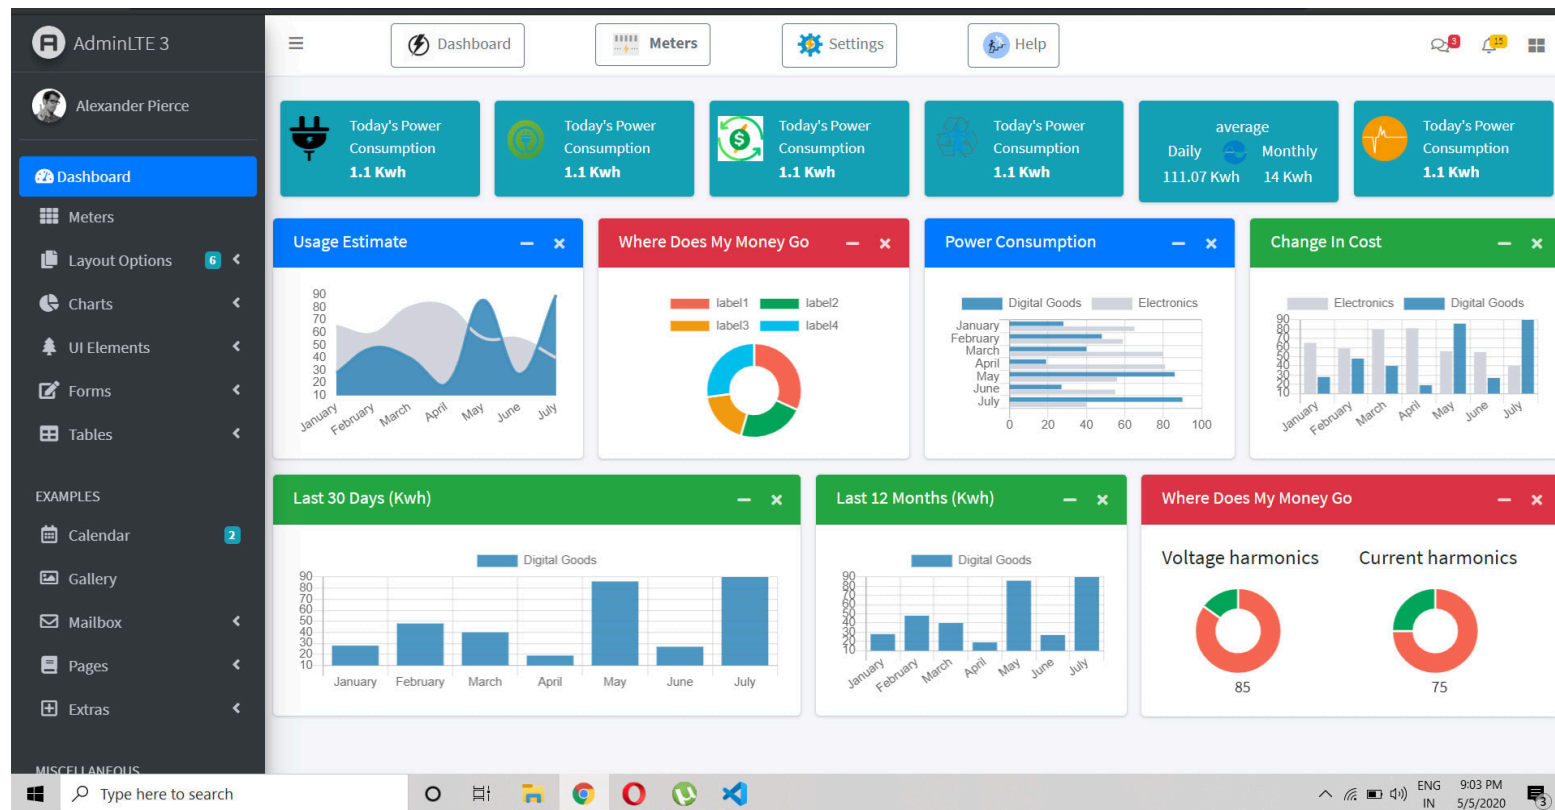 AdminLTE 3
Dashboard
Meters
Settings
Help
3
15
Alexander Pierce
Dashboard
Meters
Layout Options 6
Charts
UI Elements
Forms
Tables
EXAMPLES
Calendar 2
Gallery
Mailbox
Pages
Extras
MISCELLANEOUS
Today's Power
Consumption
1.1 Kwh
Today's Power
Consumption
1.1 Kwh
Today's Power
Consumption
1.1 Kwh
Today's Power
Consumption
1.1 Kwh
average
Daily Monthly
111.07 Kwh 14 Kwh
Today's Power
Consumption
1.1 Kwh
Usage Estimate
90
80
70
60
50
40
30
20
10
January February March April May June July
Where Does My Money Go
label1 label2
label3 label4
Power Consumption
Digital Goods Electronics
January
February
March
April
May
June
July
0 20 40 60 80 100
Change In Cost
Electronics Digital Goods
90
80
70
60
50
40
30
20
10
January February March April May June July
Last 30 Days (Kwh)
Digital Goods
90
80
70
60
50
40
30
20
10
January February March April May June July
Last 12 Months (Kwh)
Digital Goods
90
80
70
60
50
40
30
20
10
January February March April May June July
Where Does My Money Go
Voltage harmonics Current harmonics
85 75
Type here to search
ENG
IN
9:03 PM
5/5/2020
3